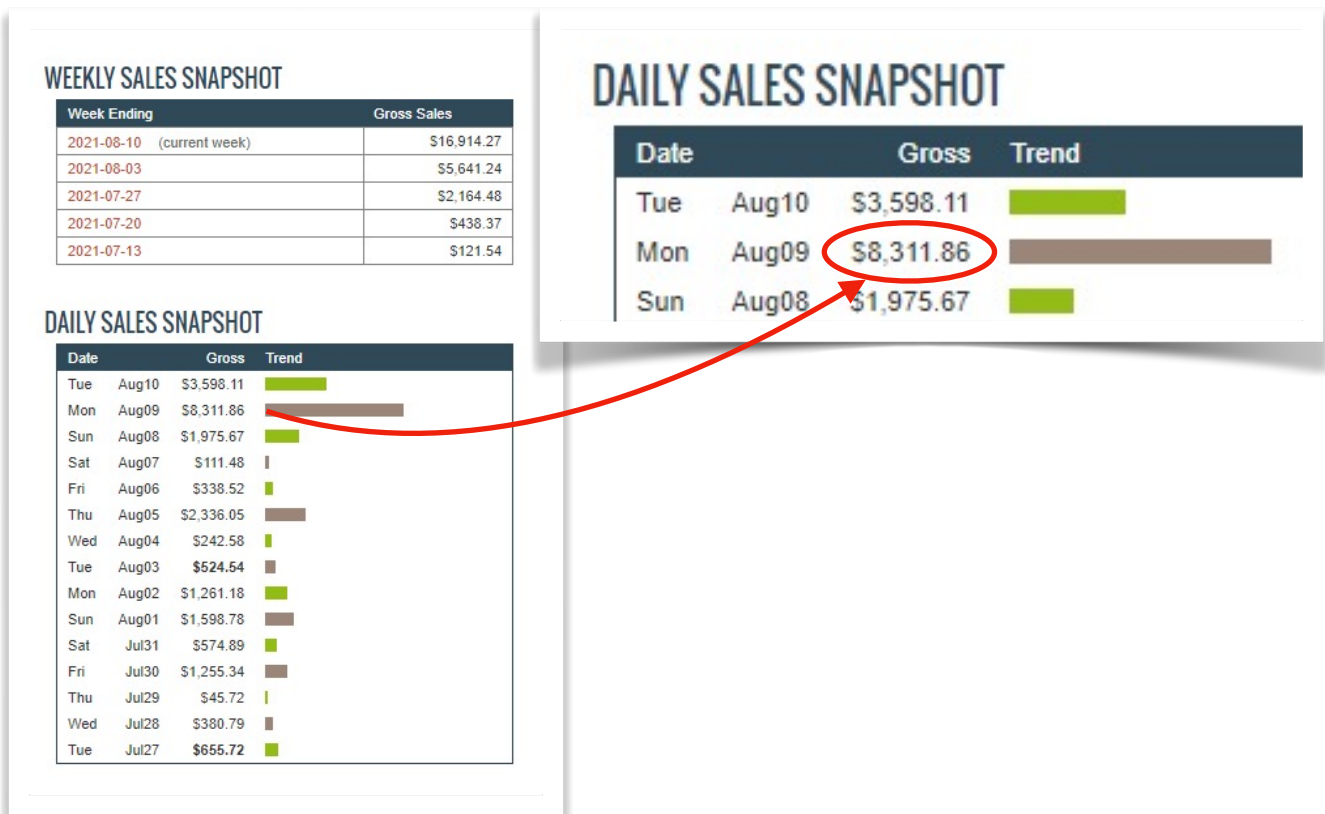 WEEKLY SALES SNAPSHOT
Week Ending Gross Sales
2021-08-10 (current week) $16,914.27
2021-08-03 $5,641.24
2021-07-27 $2,164.48
2021-07-20 $438.37
2021-07-13 $121.54
DAILY SALES SNAPSHOT
Date Gross Trend
Tue Aug10 $3,598.11
Mon Aug09 $8,311.86
Sun Aug08 $1,975.67
Sat Aug07 $111.48
Fri Aug06 $338.52
Thu Aug05 $2,336.05
Wed Aug04 $242.58
Tue Aug03 $524.54
Mon Aug02 $1,261.18
Sun Aug01 $1,598.78
Sat Jul31 $574.89
Fri Jul30 $1,255.34
Thu Jul29 $45.72
Wed Jul28 $380.79
Tue Jul27 $655.72
DAILY SALES SNAPSHOT
Date Gross Trend
Tue Aug10 $3,598.11
Mon Aug09 $8,311.86
Sun Aug08 $1,975.67